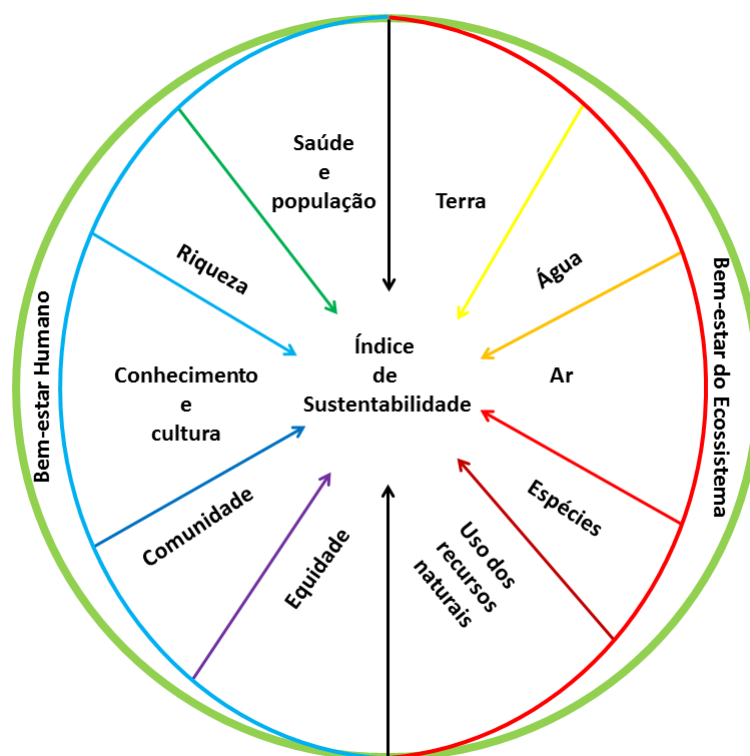 Saúde
e
população
Terra
Riqueza
Água
Bem-estar Humano
Bem-estar do Ecossistema
Índice
de
Sustentabilidade
Conhecimento
e
cultura
Ar
Comunidade
Espécies
Equidade
Uso dos
recursos
naturais